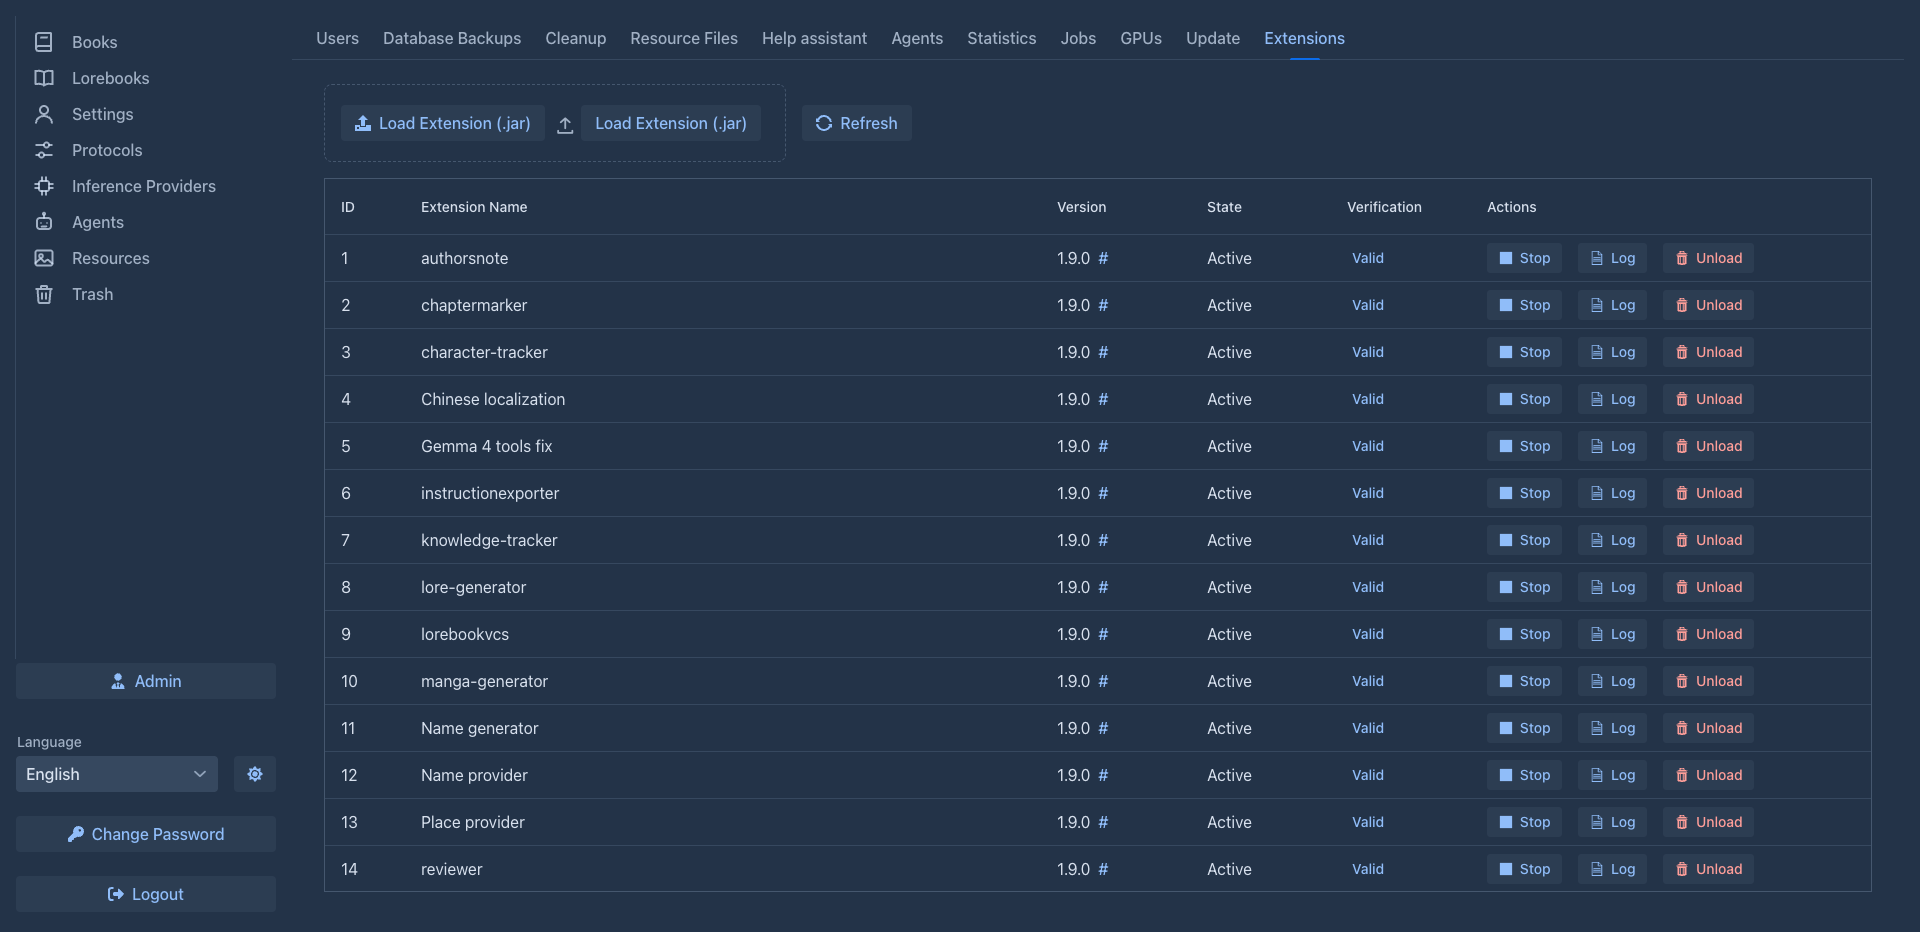 Books
Lorebooks
Settings
Protocols
Inference Providers
Agents
Resources
Trash
Admin
Language
English
Change Password
Logout
Users Database Backups Cleanup Resource Files Help assistant Agents Statistics Jobs GPUs Update Extensions
Load Extension (.jar) Load Extension (.jar) Refresh
ID Extension Name Version State Verification Actions
1 authorsnote 1.9.0 # Active Valid Stop Log Unload
2 chaptermarker 1.9.0 # Active Valid Stop Log Unload
3 character-tracker 1.9.0 # Active Valid Stop Log Unload
4 Chinese localization 1.9.0 # Active Valid Stop Log Unload
5 Gemma 4 tools fix 1.9.0 # Active Valid Stop Log Unload
6 instructionexporter 1.9.0 # Active Valid Stop Log Unload
7 knowledge-tracker 1.9.0 # Active Valid Stop Log Unload
8 lore-generator 1.9.0 # Active Valid Stop Log Unload
9 lorebookvcs 1.9.0 # Active Valid Stop Log Unload
10 manga-generator 1.9.0 # Active Valid Stop Log Unload
11 Name generator 1.9.0 # Active Valid Stop Log Unload
12 Name provider 1.9.0 # Active Valid Stop Log Unload
13 Place provider 1.9.0 # Active Valid Stop Log Unload
14 reviewer 1.9.0 # Active Valid Stop Log Unload